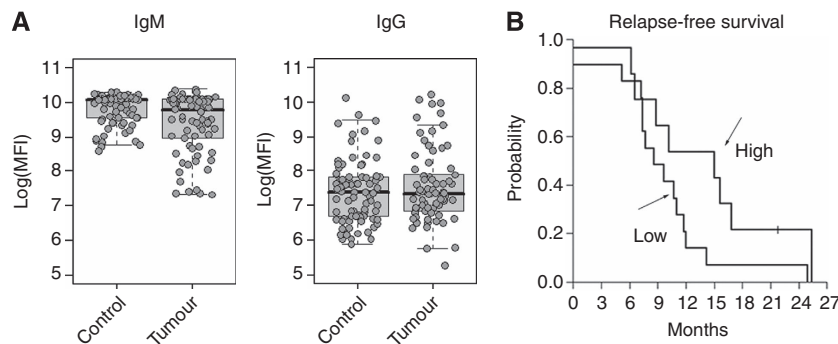 A
IgM
Log(MFI)
11
10
9
8
7
6
5
Control
Tumour
IgG
Log(MFI)
11
10
9
8
7
6
5
Control
Tumour
B
Relapse-free survival
Probability
1.0
0.8
0.6
0.4
0.2
0.0
High
Low
0 3 6 9 12 15 18 21 24 27
Months